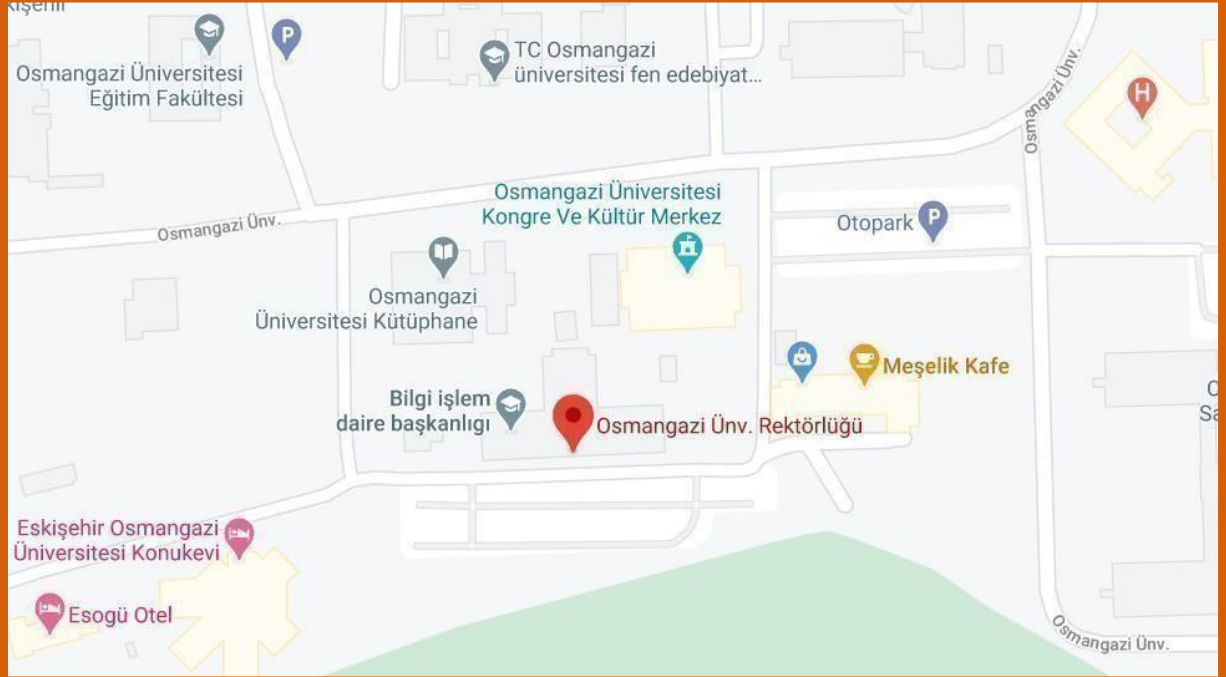 Osmangazi Üniversitesi
Eğitim Fakültesi
P
TC Osmangazi
üniversitesi fen edebiyat...
Osmangazi Ünv.
H
Osmangazi Ünv.
Osmangazi Üniversitesi
Kongre Ve Kültür Merkez
Otopark P
Osmangazi
Üniversitesi Kütüphane
Meşelik Kafe
Bilgi işlem
daire başkanlıgı
Osmangazi Ünv. Rektörlüğü
Eskişehir Osmangazi
Üniversitesi Konukevi
Esogü Otel
Osmangazi Ünv.